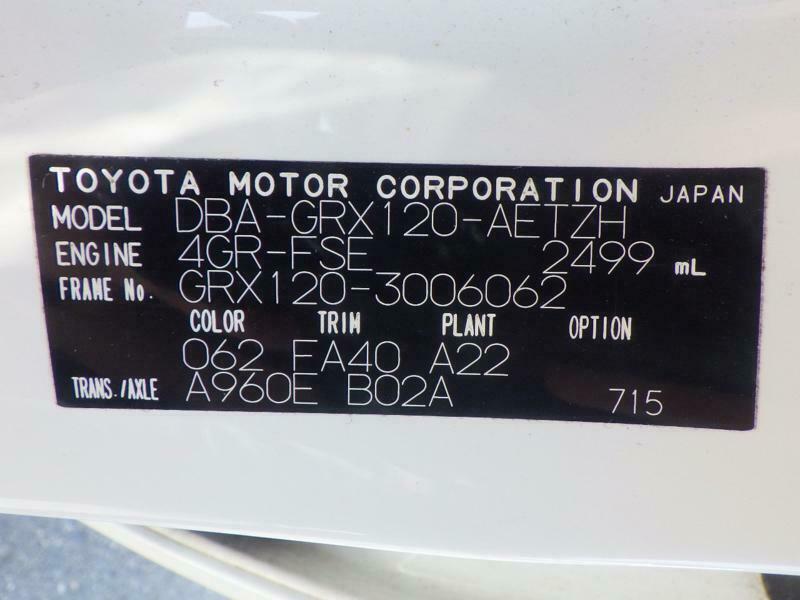 TOYOTA MOTOR CORPORATION JAPAN
MODEL DBA-GRX120-AETZH
ENGINE 4GR-FSE 2499 mL
FRAME No. GRX120-3006062
COLOR TRIM PLANT OPTION
062 EA40 A22
TRANS./AXLE A960E B02A 715